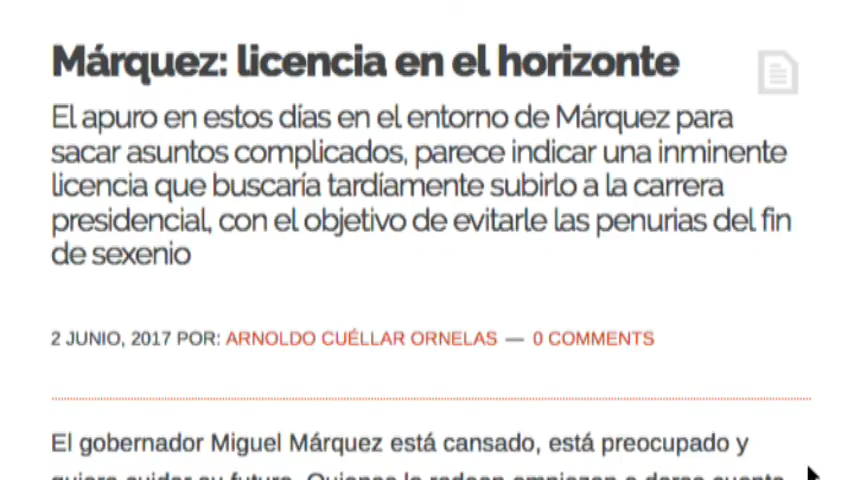 Márquez: licencia en el horizonte
El apuro en estos días en el entorno de Márquez para
sacar asuntos complicados, parece indicar una inminente
licencia que buscaría tardíamente subirlo a la carrera
presidencial, con el objetivo de evitarle las penurias del fin
de sexenio
2 JUNIO, 2017 POR: ARNOLDO CUÉLLAR ORNELAS — 0 COMMENTS
El gobernador Miguel Márquez está cansado, está preocupado y